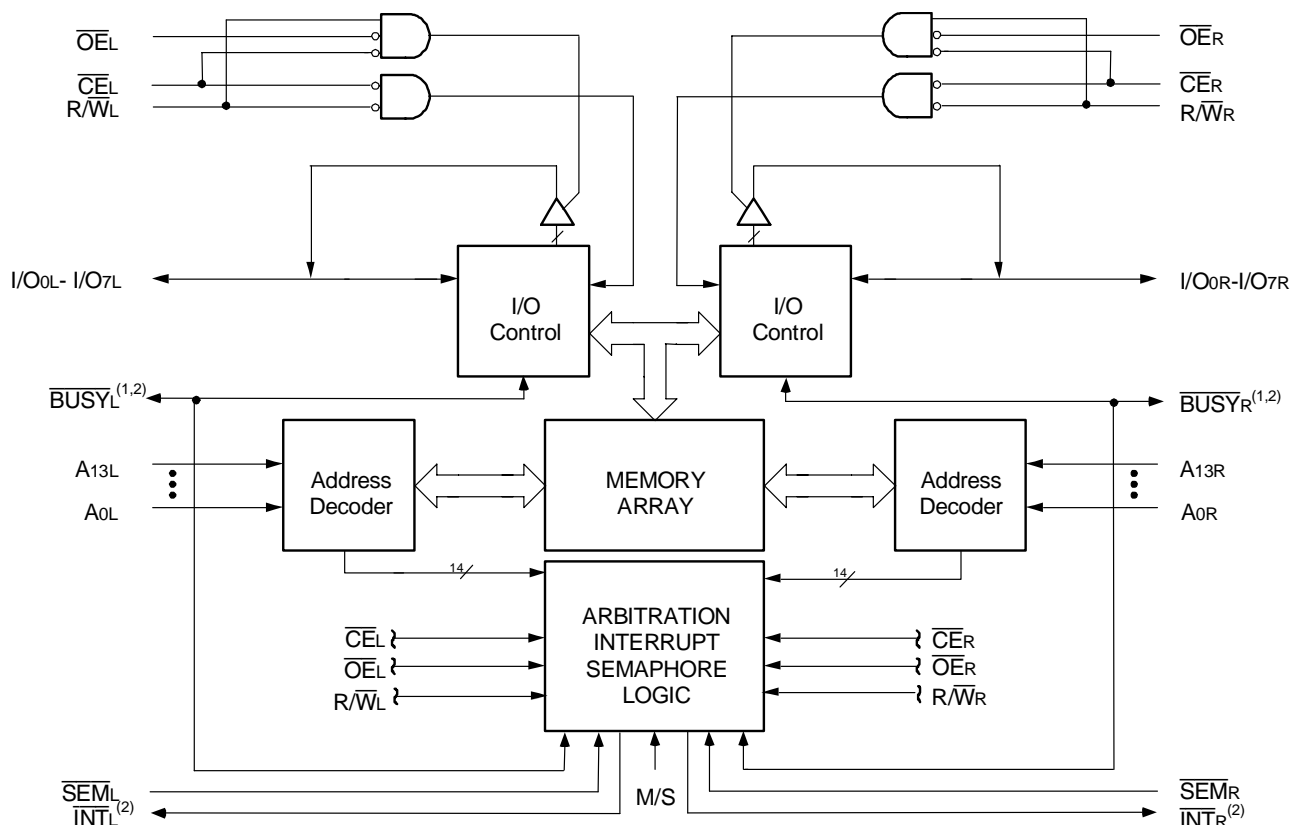 OEL
OER
CEL
CER
R/WL
R/WR
I/O0L- I/O7L
I/O
Control
I/O
Control
I/O0R-I/O7R
BUSYL(1,2)
BUSYR(1,2)
A13L
A0L
Address
Decoder
MEMORY
ARRAY
Address
Decoder
A13R
A0R
14
14
ARBITRATION
INTERRUPT
SEMAPHORE
LOGIC
CEL
OEL
R/WL
CER
OER
R/WR
SEML
INTL(2)
M/S
SEMR
INTR(2)